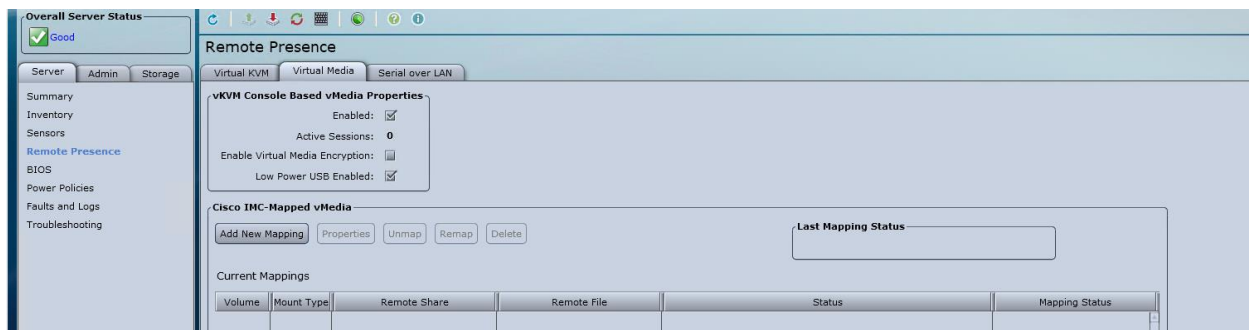 Overall Server Status
Good
Server Admin Storage
Summary
Inventory
Sensors
Remote Presence
BIOS
Power Policies
Faults and Logs
Troubleshooting
Remote Presence
Virtual KVM Virtual Media Serial over LAN
vKVM Console Based vMedia Properties
Enabled:
Active Sessions: 0
Enable Virtual Media Encryption:
Low Power USB Enabled:
Cisco IMC-Mapped vMedia
Add New Mapping Properties Unmap Remap Delete
Last Mapping Status
Current Mappings
Volume Mount Type Remote Share Remote File Status Mapping Status